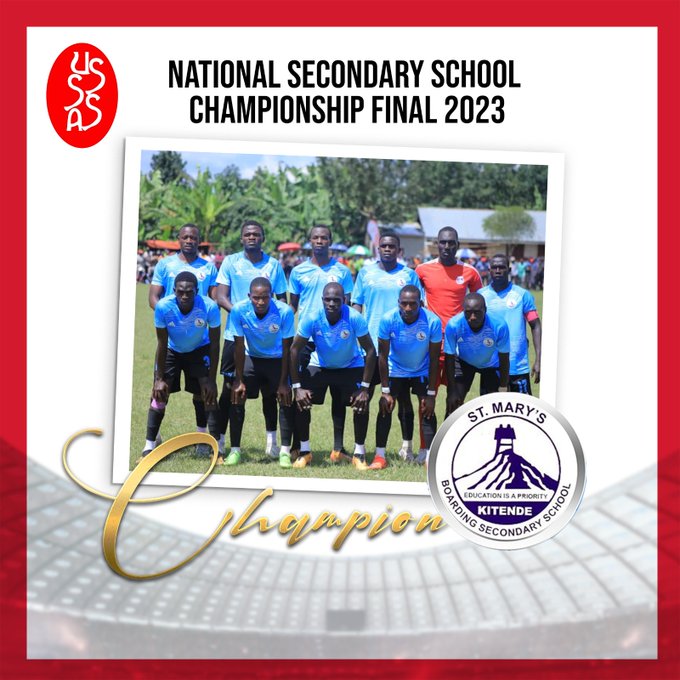 USSSA
NATIONAL SECONDARY SCHOOL
CHAMPIONSHIP FINAL 2023
Champion
ST. MARY'S
EDUCATION IS A PRIORITY
KITENDE
BOARDING SECONDARY SCHOOL